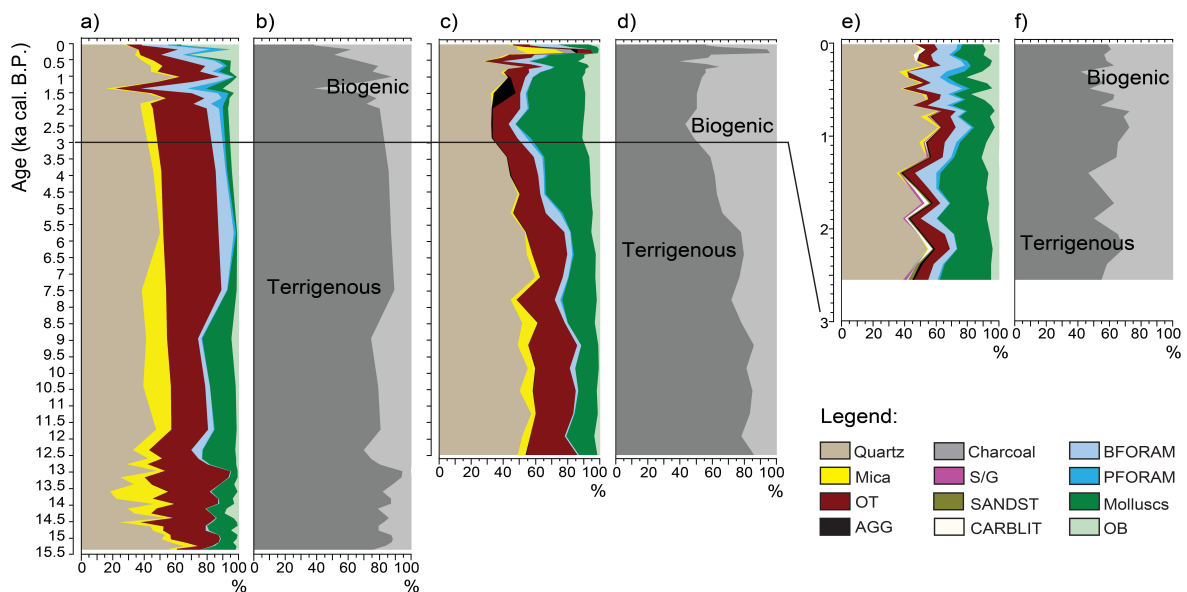 a) b) c) d) e) f)
Age (ka cal. B.P.)
0
0.5
1
1.5
2
2.5
3
3.5
4
4.5
5
5.5
6
6.5
7
7.5
8
8.5
9
9.5
10
10.5
11
11.5
12
12.5
13
13.5
14
14.5
15
15.5
Biogenic
Terrigenous
Biogenic
Terrigenous
0
1
2
3
Biogenic
Terrigenous
0 20 40 60 80 100
%
0 20 40 60 80 100
0 20 40 60 80 100
%
0 20 40 60 80 100
%
0 20 40 60 80 100
%
0 20 40 60 80 100
%
Legend:
Quartz Charcoal BFORAM
Mica S/G PFORAM
OT SANDST Molluscs
AGG CARBLIT OB